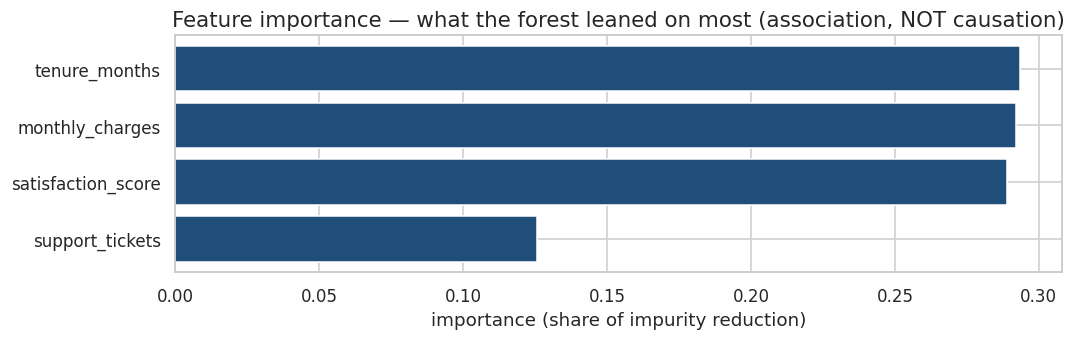 Feature importance — what the forest leaned on most (association, NOT causation)
tenure_months
monthly_charges
satisfaction_score
support_tickets
0.00 0.05 0.10 0.15 0.20 0.25 0.30
importance (share of impurity reduction)